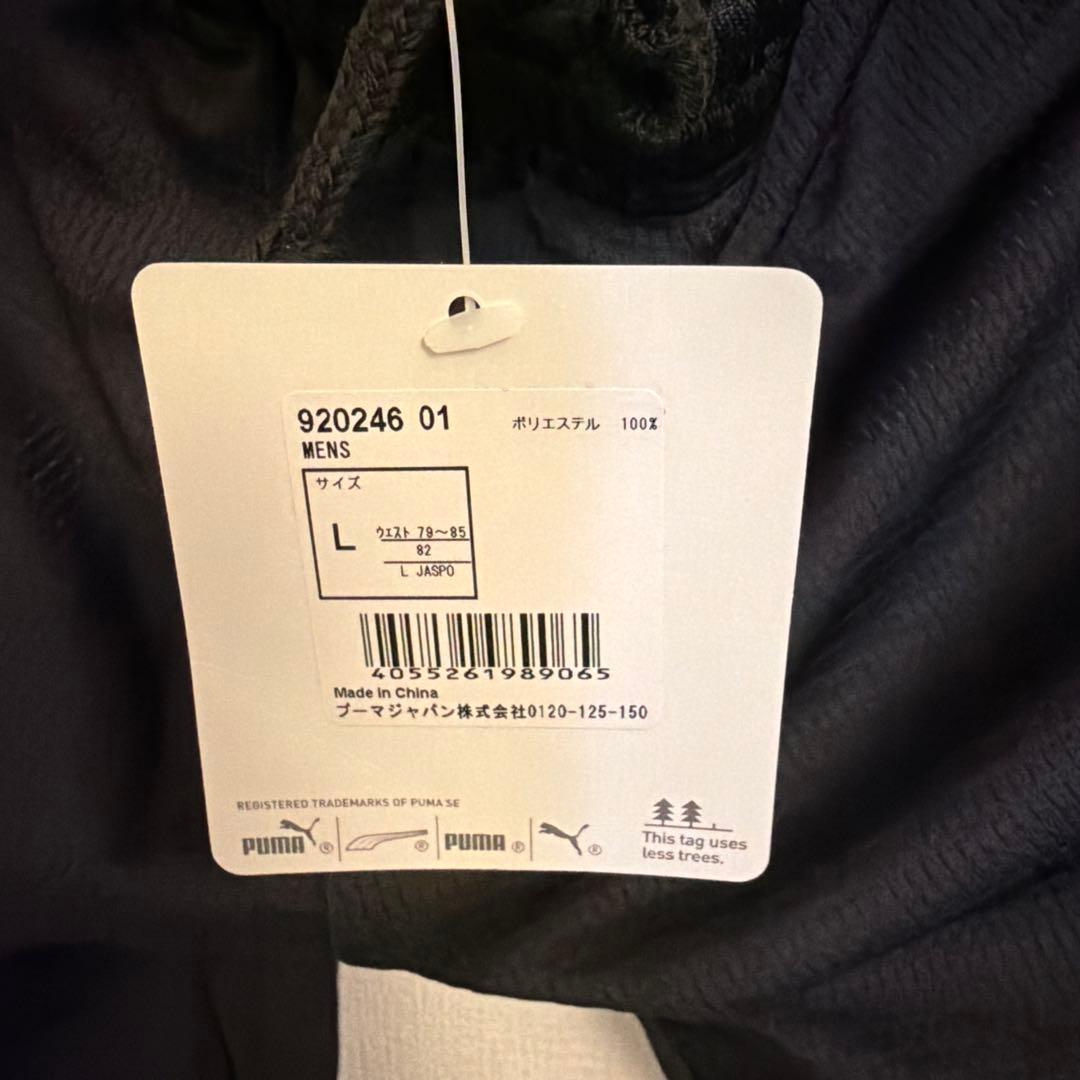 920246 01 ポリエステル 100%
MENS
サイズ
L ウエスト 79〜85
82
L JASPO
4055261989065
Made in China
プーマジャパン株式会社0120-125-150
REGISTERED TRADEMARKS OF PUMA SE
PUMA® ® PUMA® ®
This tag uses
less trees.